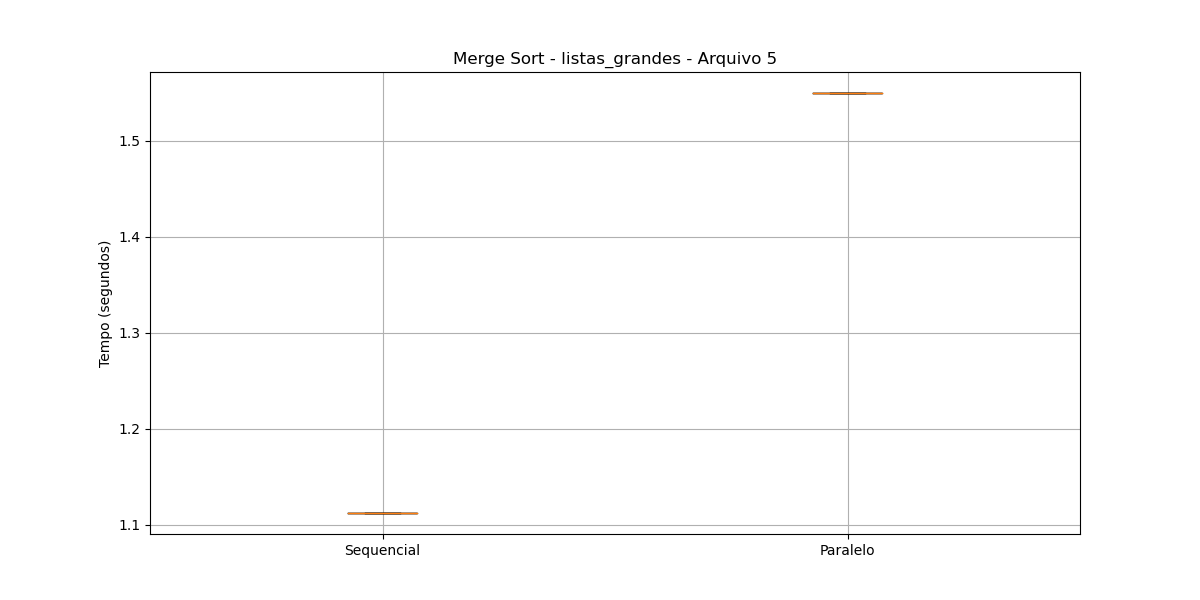 Merge Sort - listas_grandes - Arquivo 5
Tempo (segundos)
1.5
1.4
1.3
1.2
1.1
Sequencial
Paralelo